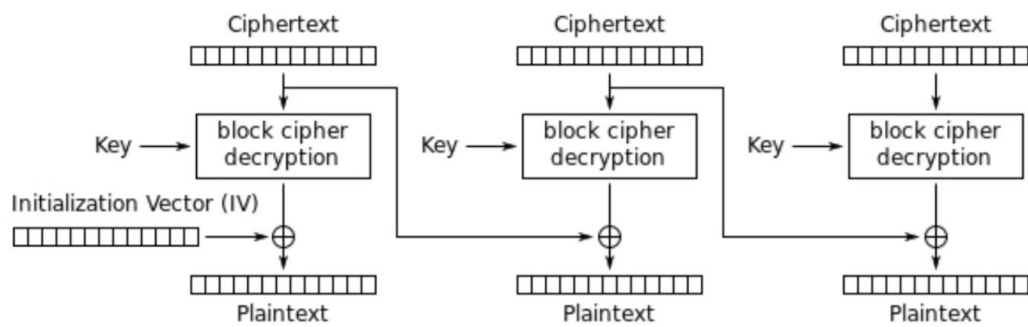 Ciphertext Ciphertext Ciphertext
block cipher block cipher block cipher
Key Key Key
decryption decryption decryption
Initialization Vector (IV)
Plaintext Plaintext Plaintext